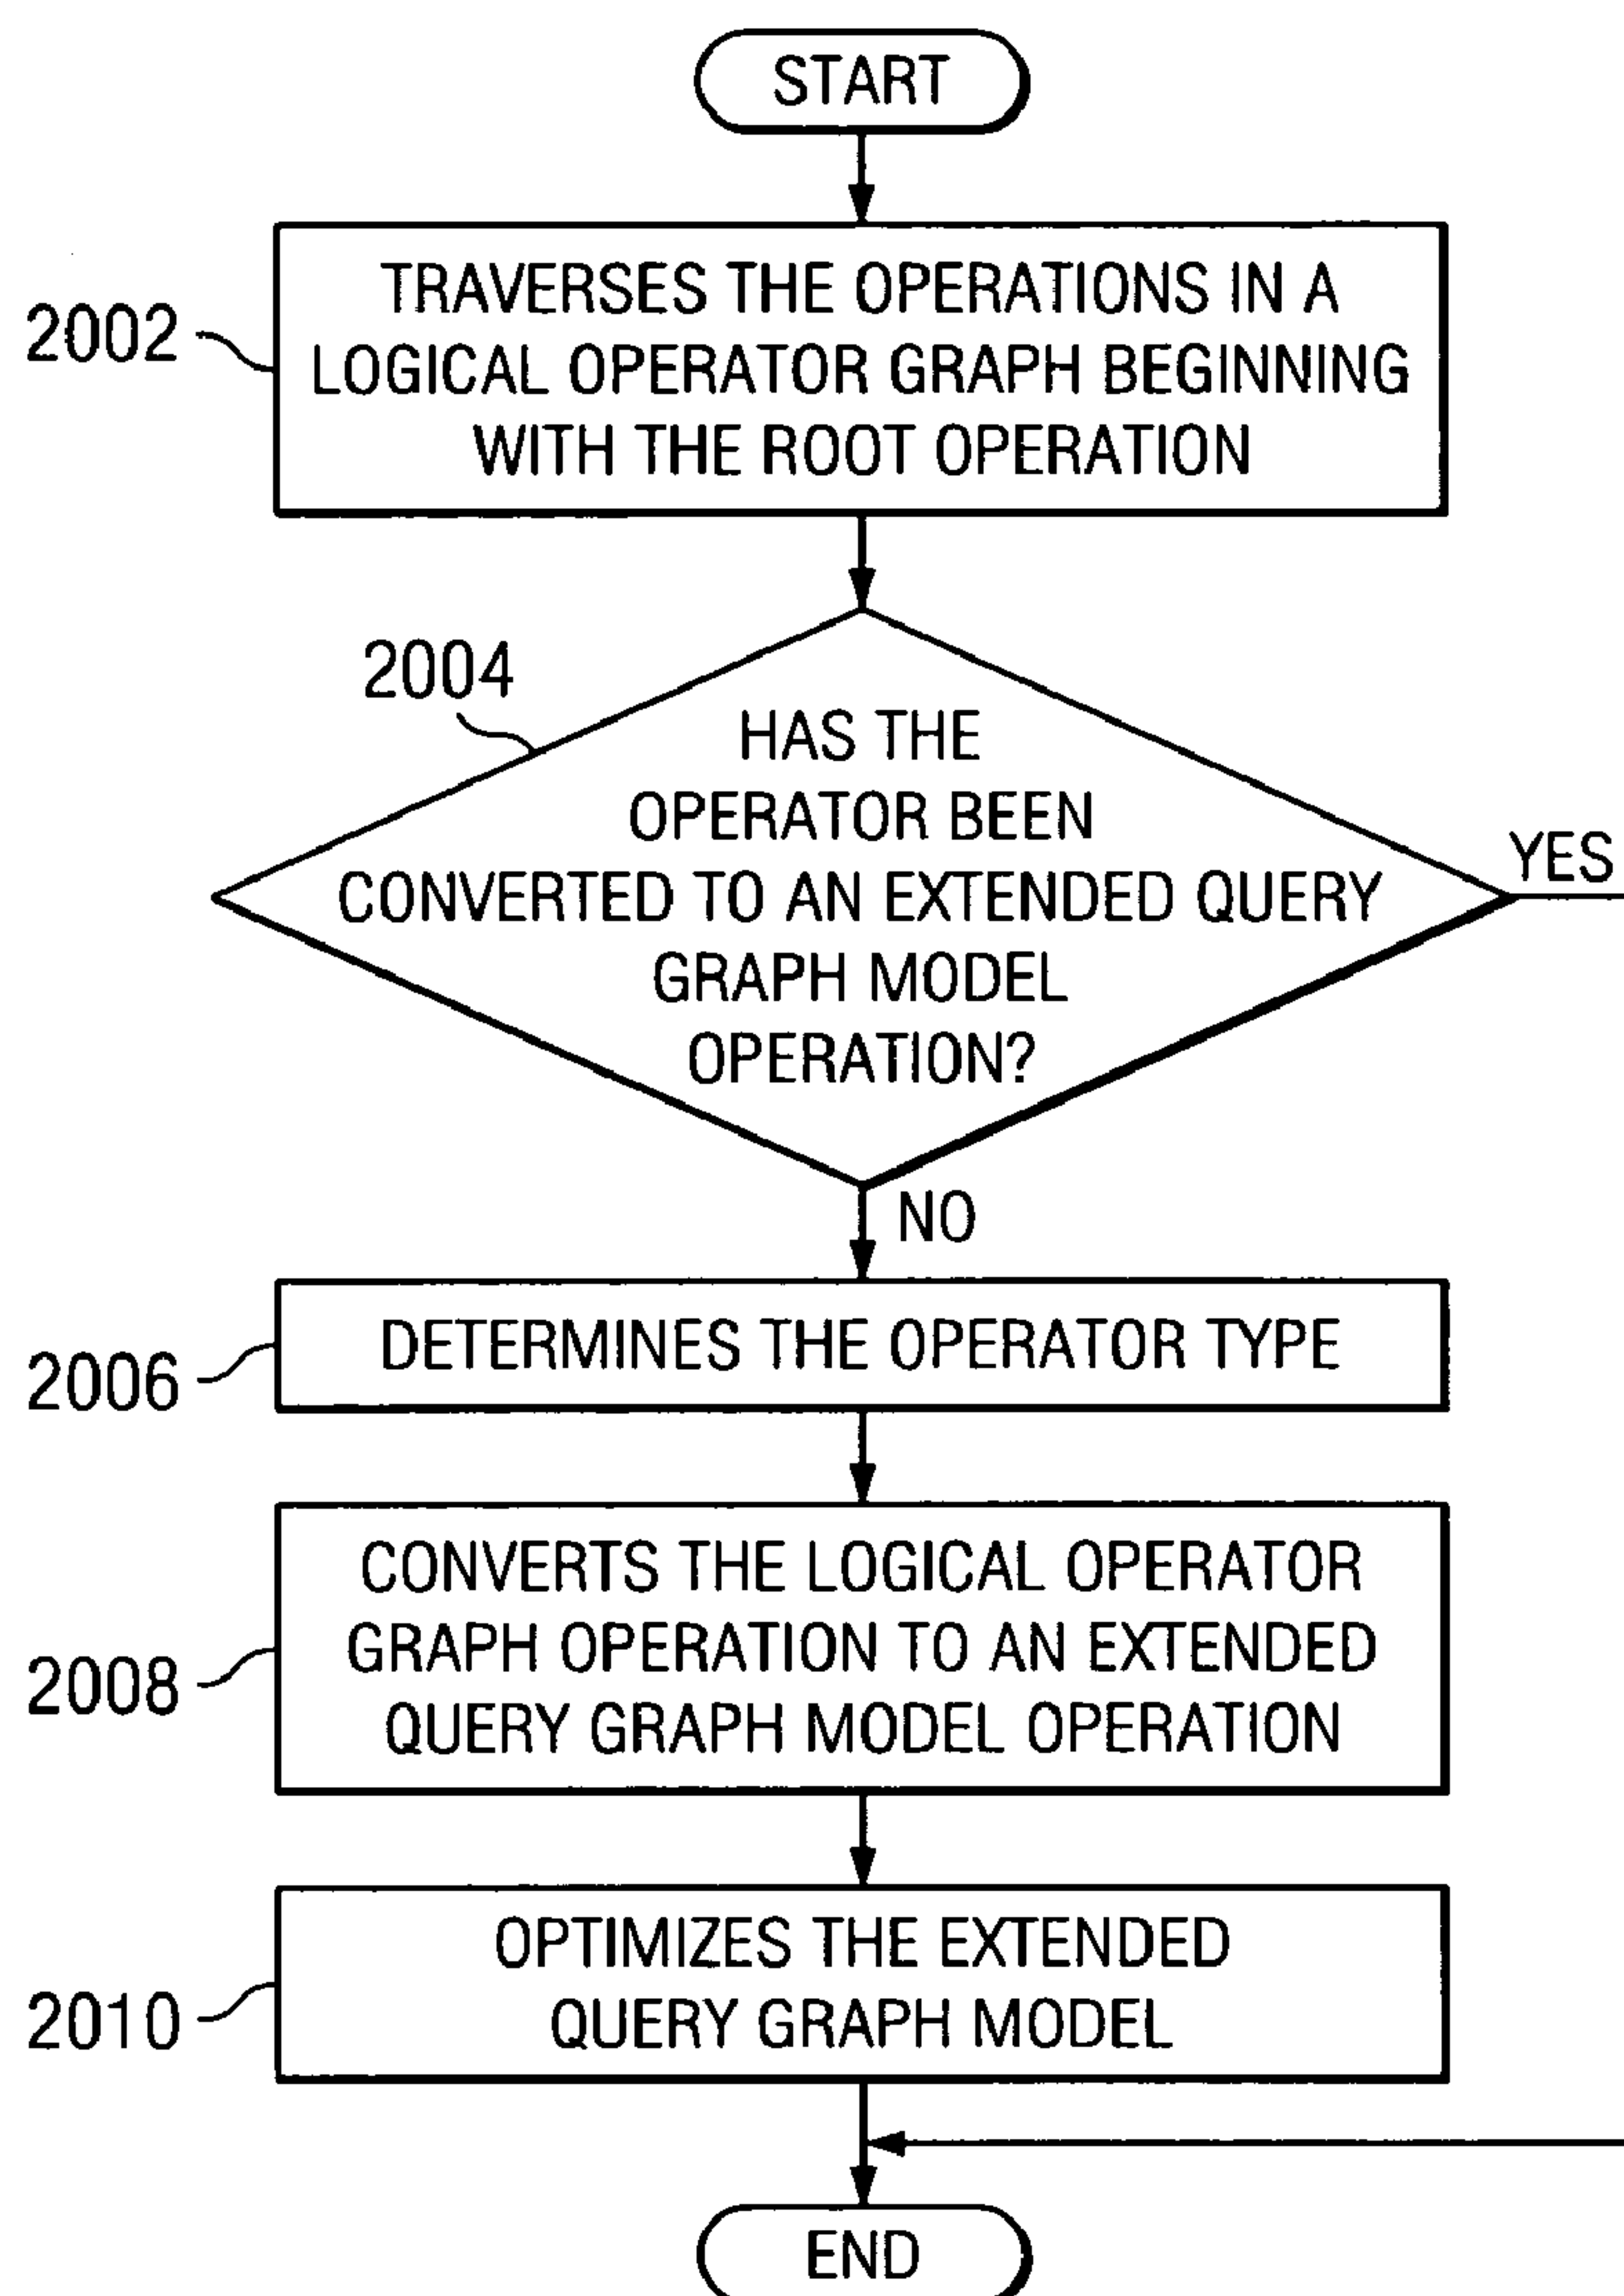 START
2002
TRAVERSES THE OPERATIONS IN A
LOGICAL OPERATOR GRAPH BEGINNING
WITH THE ROOT OPERATION
2004
HAS THE
OPERATOR BEEN
CONVERTED TO AN EXTENDED QUERY
GRAPH MODEL
OPERATION?
YES
NO
2006
DETERMINES THE OPERATOR TYPE
2008
CONVERTS THE LOGICAL OPERATOR
GRAPH OPERATION TO AN EXTENDED
QUERY GRAPH MODEL OPERATION
2010
OPTIMIZES THE EXTENDED
QUERY GRAPH MODEL
END